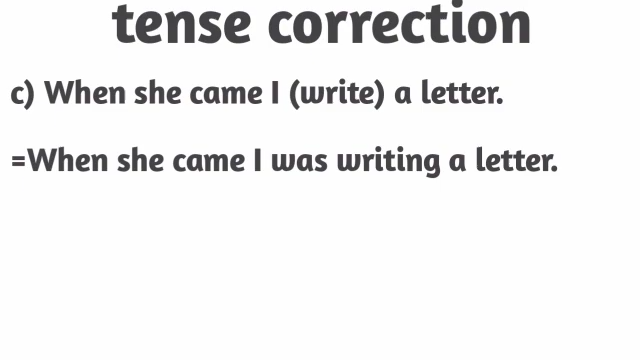 tense correction
c) When she came I (write) a letter.
=When she came I was writing a letter.